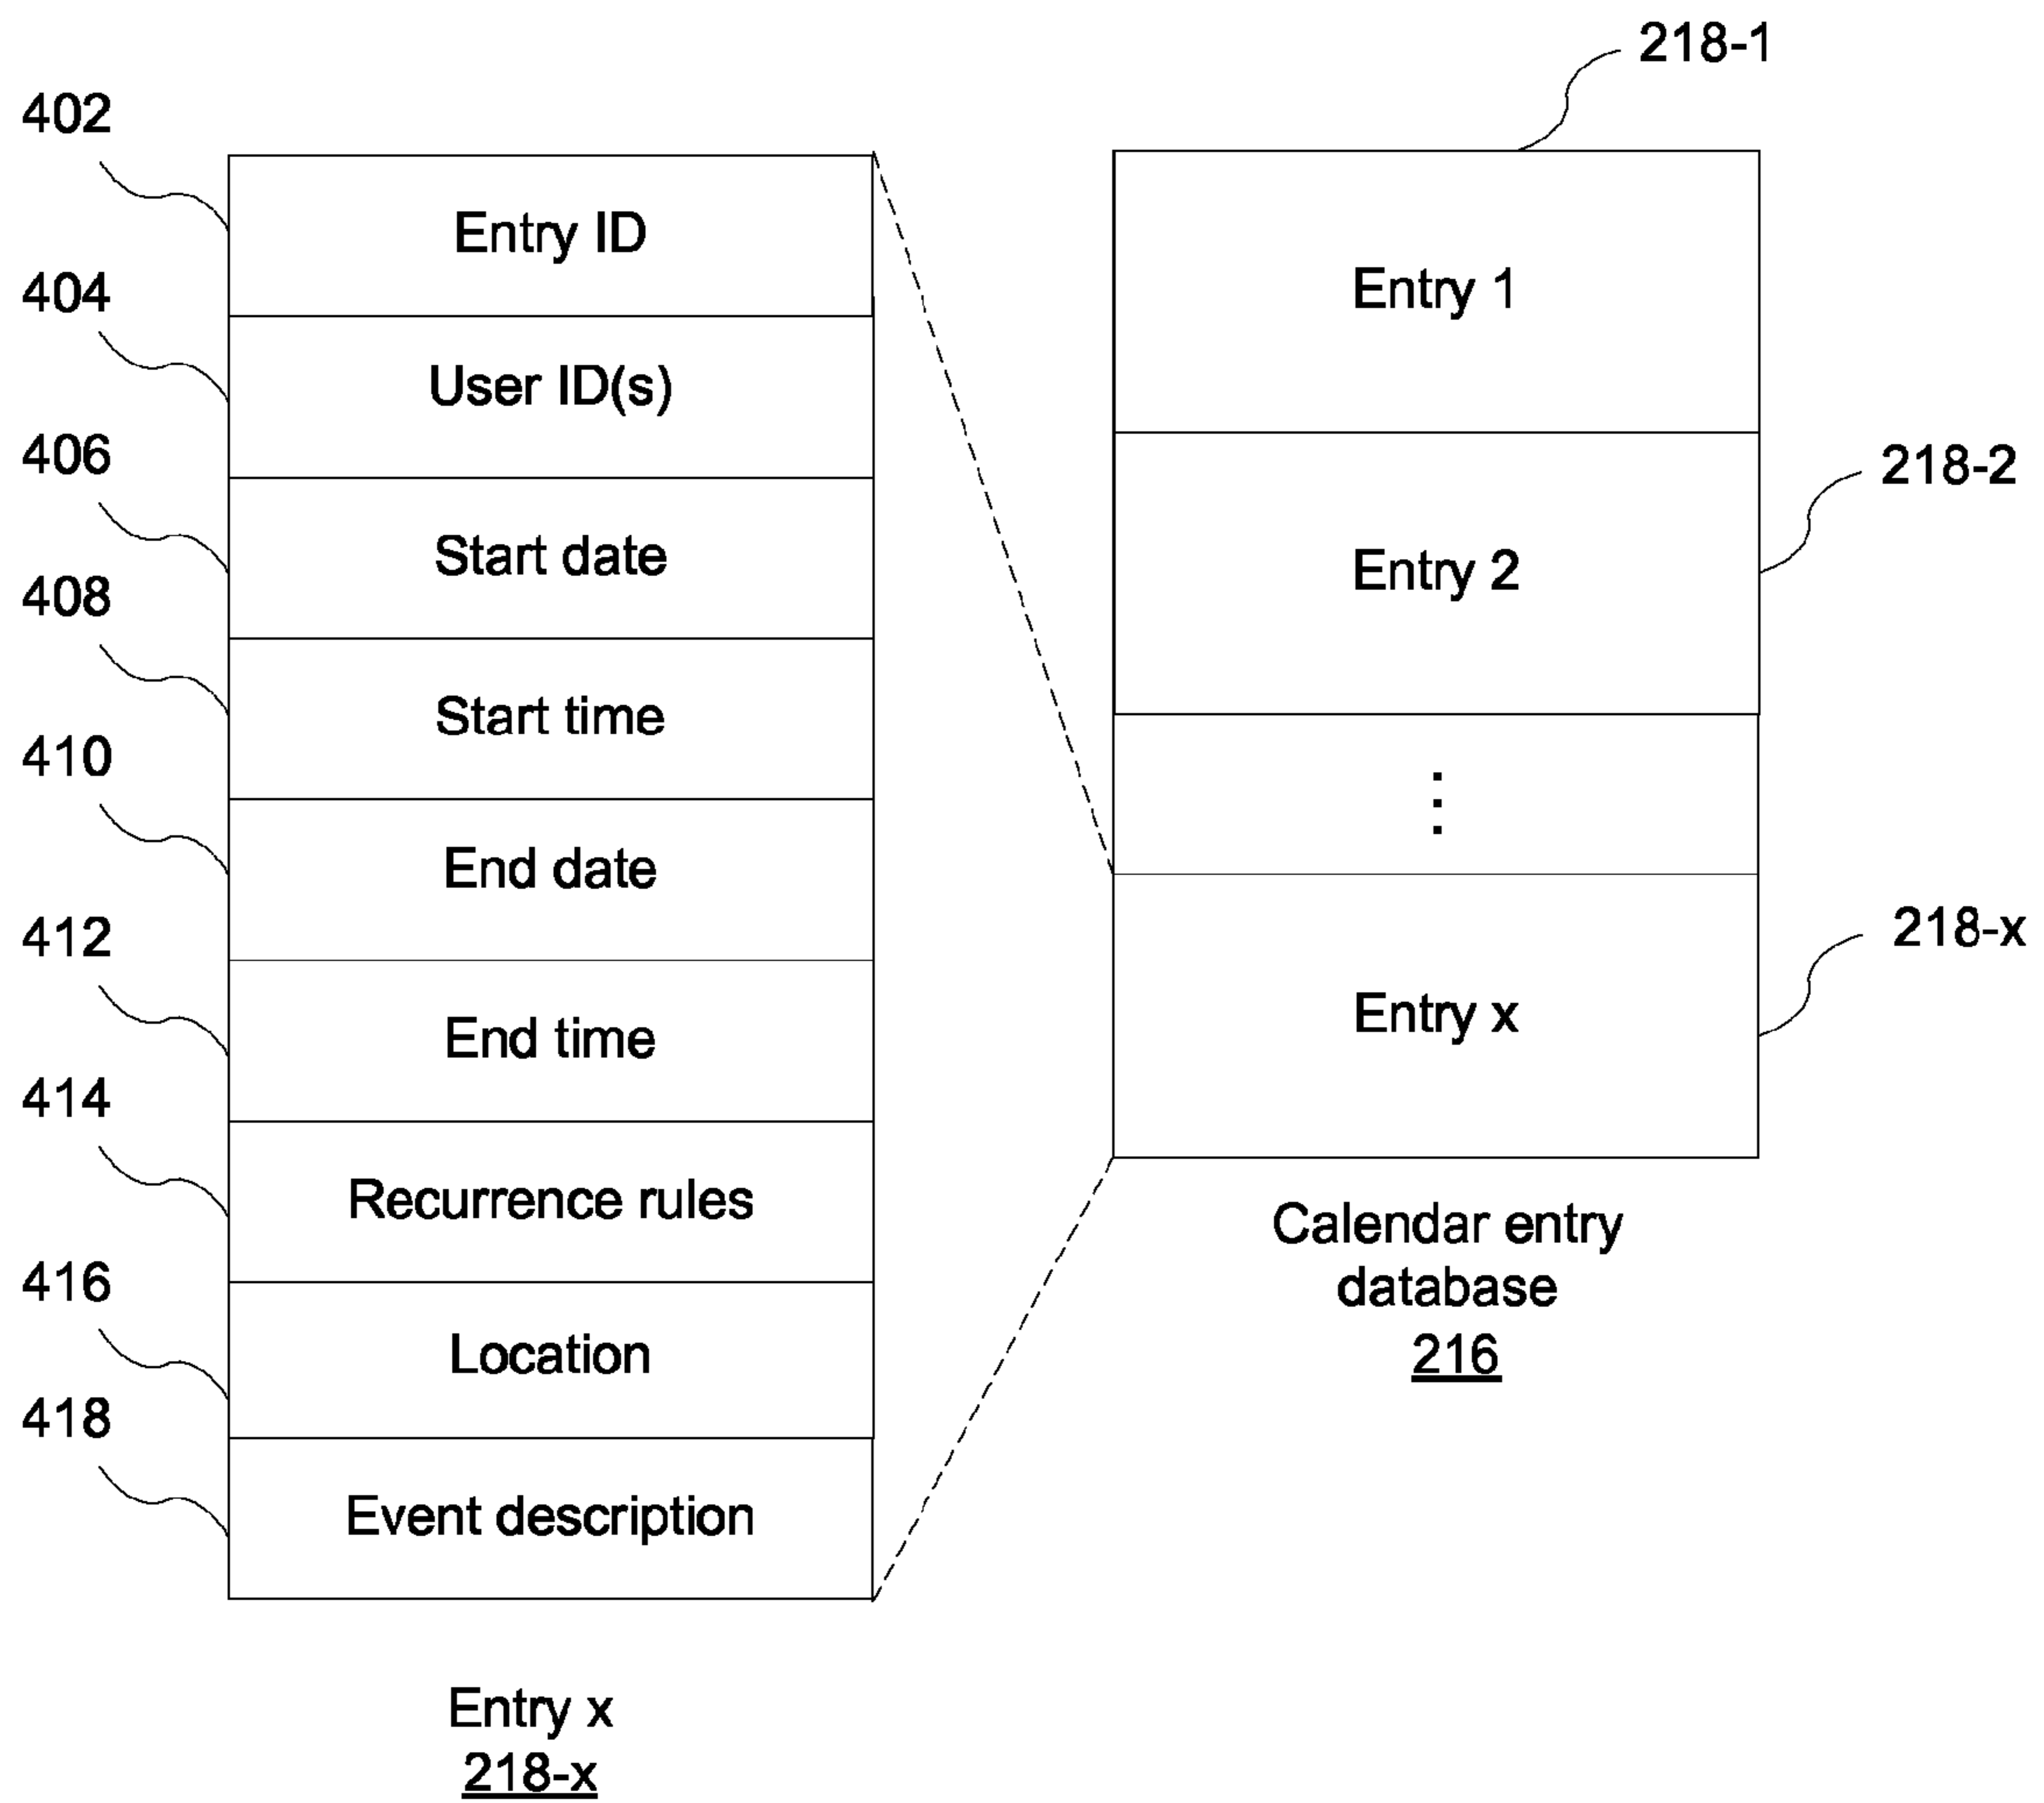 402
Entry ID
404
User ID(s)
406
Start date
408
Start time
410
End date
412
End time
414
Recurrence rules
416
Location
418
Event description
Entry x
218-x
218-1
Entry 1
218-2
Entry 2
⋮
218-x
Entry x
Calendar entry
database
216